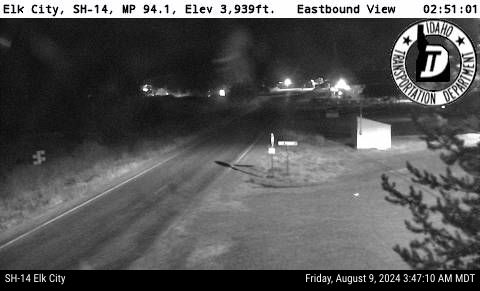 Elk City, SH-14, MP 94.1, Elev 3,939ft. Eastbound View 02:51:01
IDAHO
TRANSPORTATION DEPARTMENT
SH-14 Elk City Friday, August 9, 2024 3:47:10 AM MDT